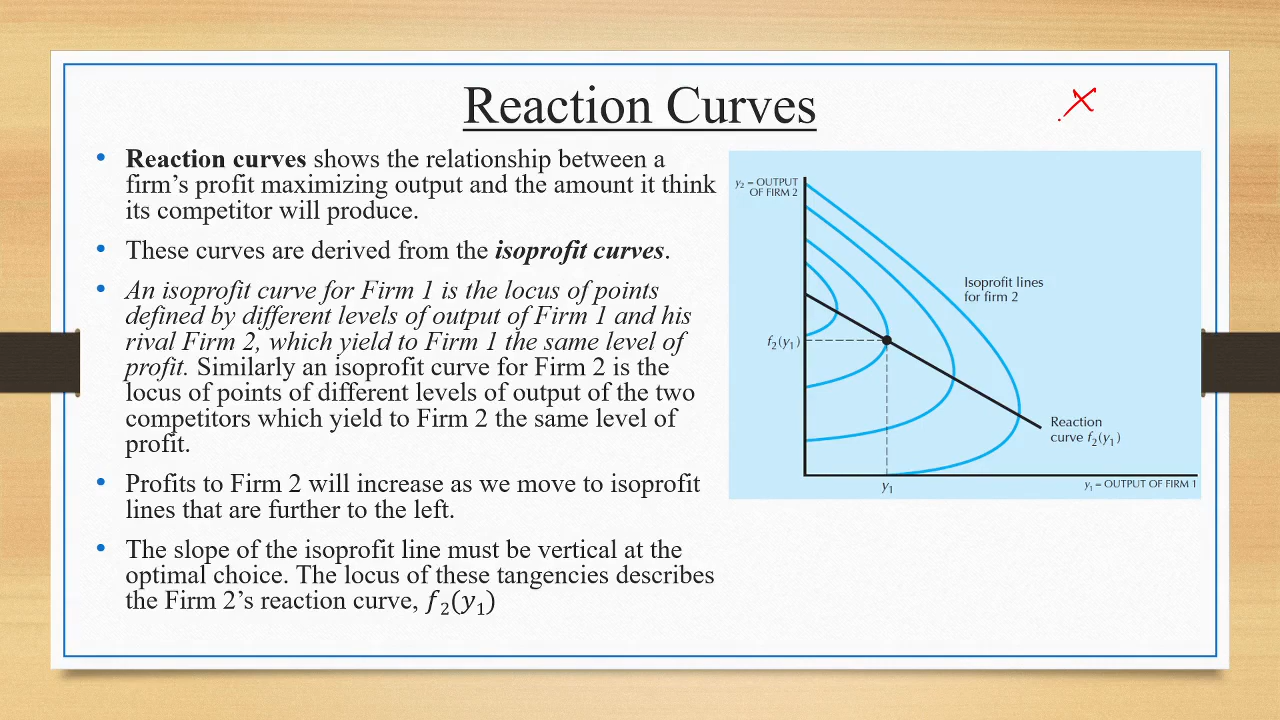 Reaction Curves
Reaction curves shows the relationship between a
firm's profit maximizing output and the amount it think
its competitor will produce.
These curves are derived from the isoprofit curves.
An isoprofit curve for Firm 1 is the locus of points
defined by different levels of output of Firm 1 and his
rival Firm 2, which yield to Firm 1 the same level of
profit. Similarly an isoprofit curve for Firm 2 is the
locus of points of different levels of output of the two
competitors which yield to Firm 2 the same level of
profit.
Profits to Firm 2 will increase as we move to isoprofit
lines that are further to the left.
The slope of the isoprofit line must be vertical at the
optimal choice. The locus of these tangencies describes
the Firm 2's reaction curve, f₂(y₁)
y₂ = OUTPUT
OF FIRM 2
Isoprofit lines
for firm 2
f₂(y₁)
Reaction
curve f₂(y₁)
y₁
y₁ = OUTPUT OF FIRM 1